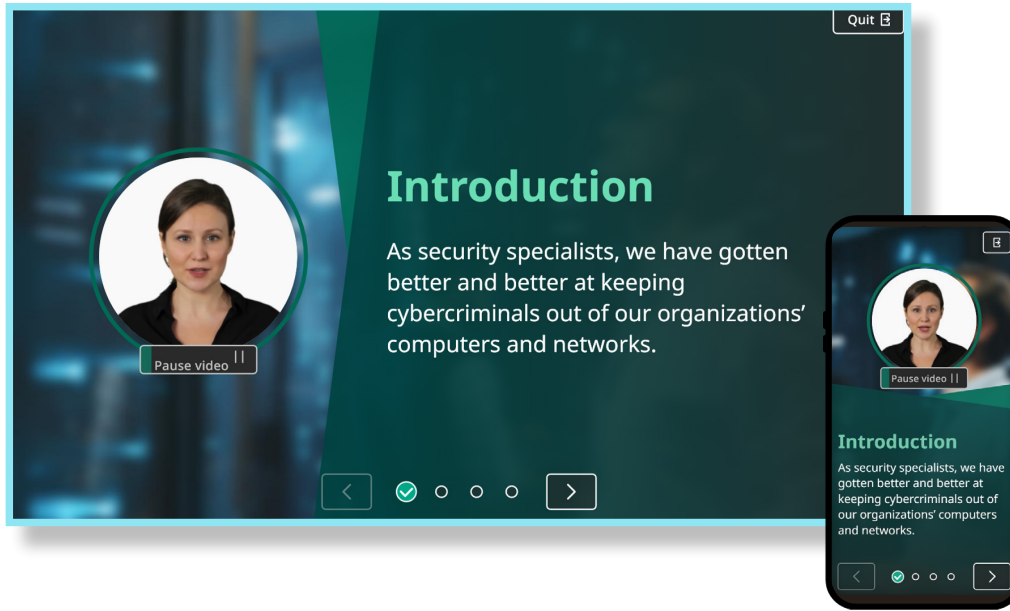 Quit
Introduction
As security specialists, we have gotten
better and better at keeping
cybercriminals out of our organizations’
computers and networks.
Pause video
Pause video
Introduction
As security specialists, we have
gotten better and better at
keeping cybercriminals out of
our organizations’ computers
and networks.